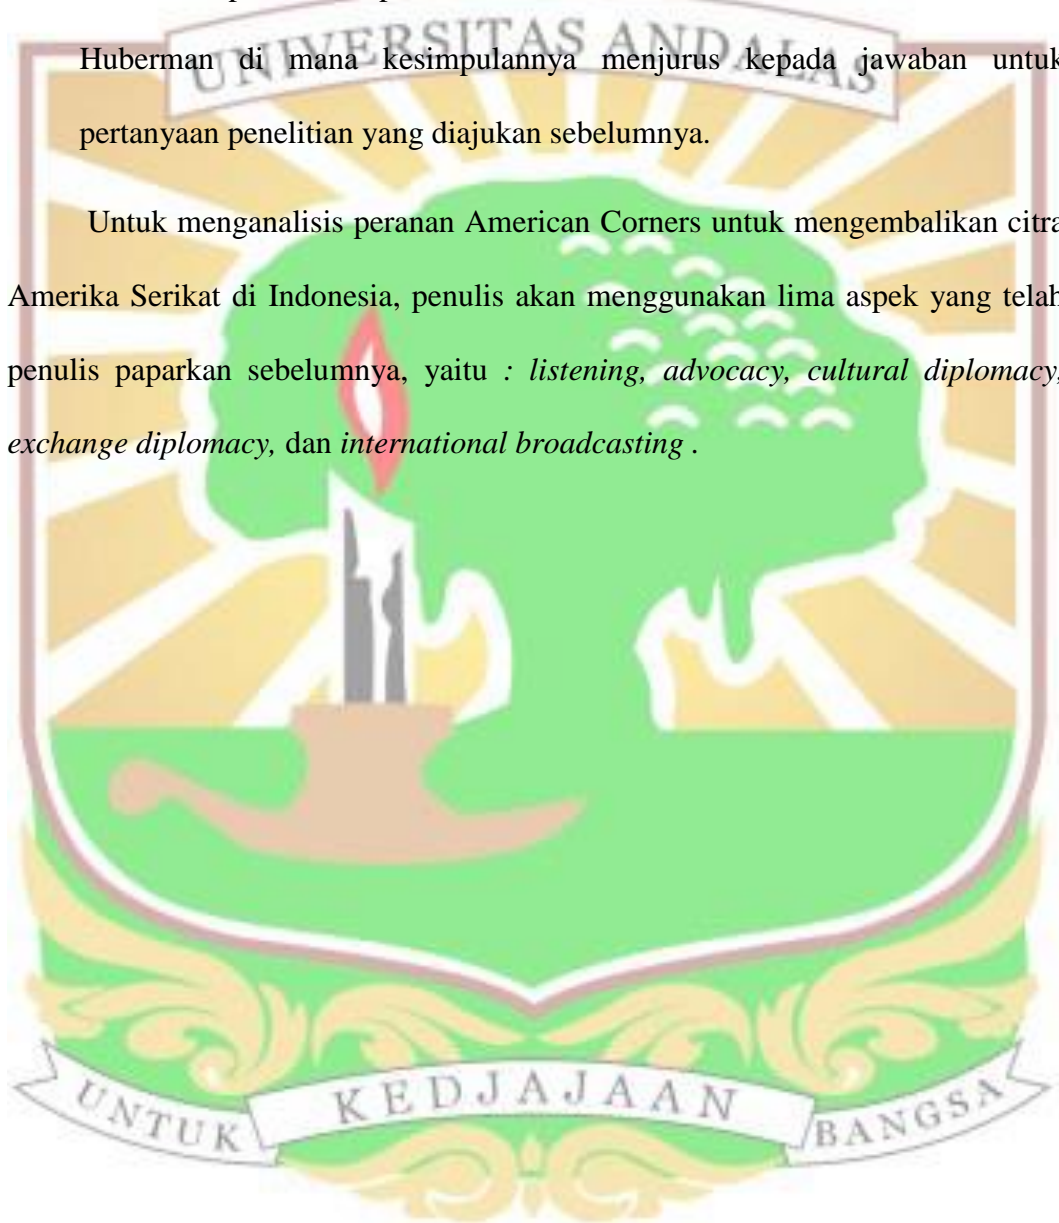 UNIVERSITAS ANDALAS
Huberman di mana kesimpulannya menjurus kepada jawaban untuk
pertanyaan penelitian yang diajukan sebelumnya.
Untuk menganalisis peranan American Corners untuk mengembalikan citra
Amerika Serikat di Indonesia, penulis akan menggunakan lima aspek yang telah
penulis paparkan sebelumnya, yaitu : listening, advocacy, cultural diplomacy,
exchange diplomacy, dan international broadcasting .
UNTUK KEDJAJAAN BANGSA